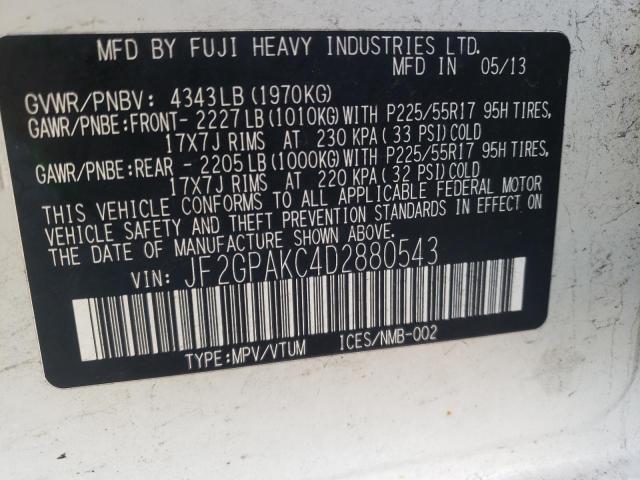 MFD BY FUJI HEAVY INDUSTRIES LTD.
MFD IN 05/13
GVWR/PNBV: 4343LB (1970KG)
GAWR/PNBE:FRONT- 2227LB (1010KG) WITH P225/55R17 95H TIRES,
17X7J RIMS AT 230 KPA (33 PSI) COLD
GAWR/PNBE:REAR - 2205LB (1000KG) WITH P225/55R17 95H TIRES,
17X7J RIMS AT 220 KPA (32 PSI) COLD
THIS VEHICLE CONFORMS TO ALL APPLICABLE FEDERAL MOTOR
VEHICLE SAFETY AND THEFT PREVENTION STANDARDS IN EFFECT ON
THE DATE OF MANUFACTURE SHOWN ABOVE.
VIN: JF2GPAKC4D2880543
TYPE:MPV/VTUM ICES/NMB-002